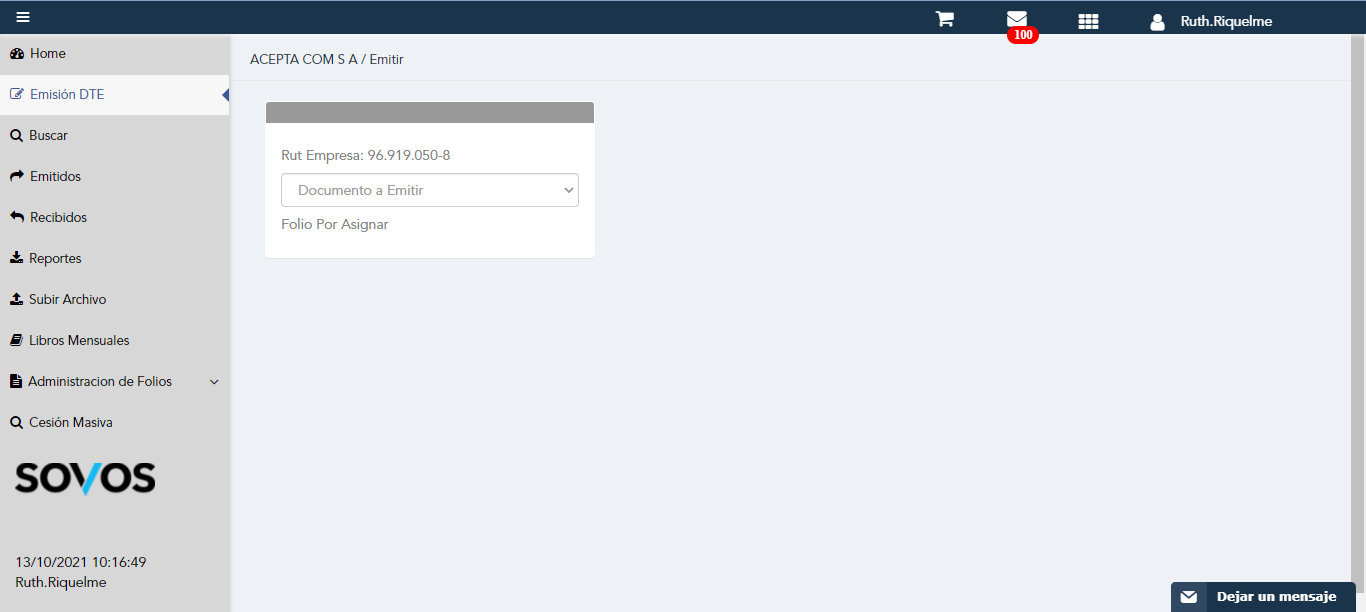 Ruth.Riquelme
100
Home
Emisión DTE
Buscar
Emitidos
Recibidos
Reportes
Subir Archivo
Libros Mensuales
Administracion de Folios
Cesión Masiva
SOVOS
13/10/2021 10:16:49
Ruth.Riquelme
ACEPTA COM S A / Emitir
Rut Empresa: 96.919.050-8
Documento a Emitir
Folio Por Asignar
Dejar un mensaje